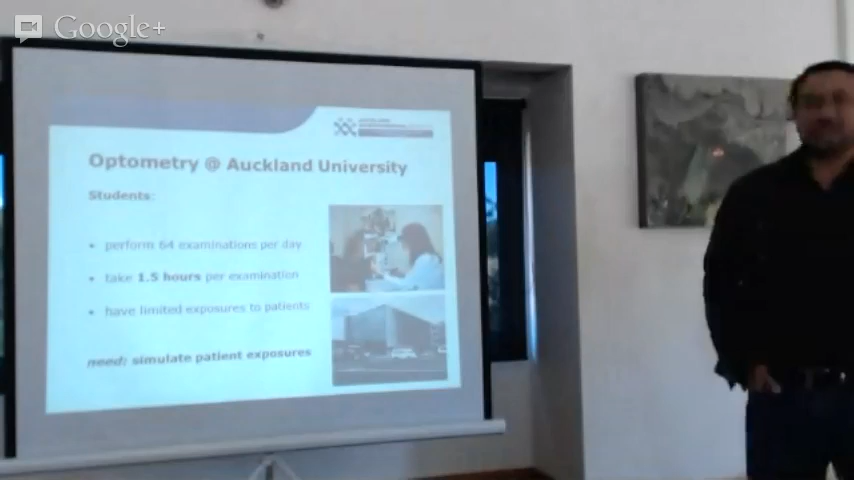 Google+
Optometry @ Auckland University
Students:
• perform 64 examinations per day
• take 1.5 hours per examination
• have limited exposures to patients
need: simulate patient exposures